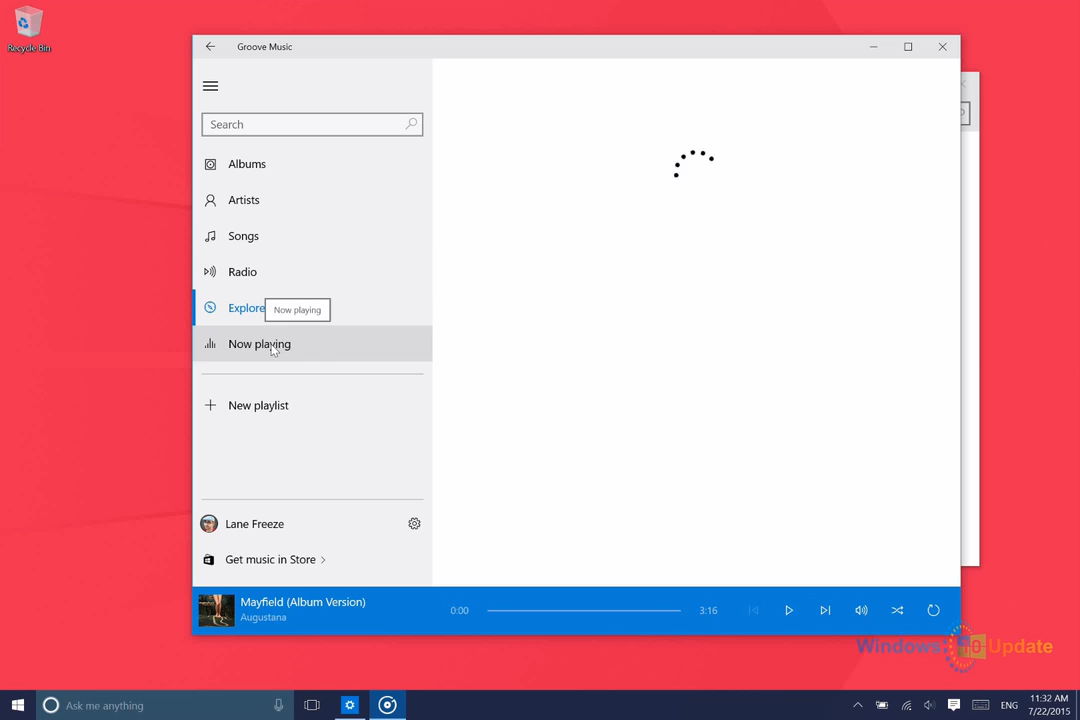 Recycle Bin
Groove Music
Search
Albums
Artists
Songs
Radio
Explore
Now playing
Now playing
New playlist
Lane Freeze
Get music in Store
Mayfield (Album Version)
Augustana
0:00
3:16
Windows 10 Update
Ask me anything
ENG
11:32 AM
7/22/2015